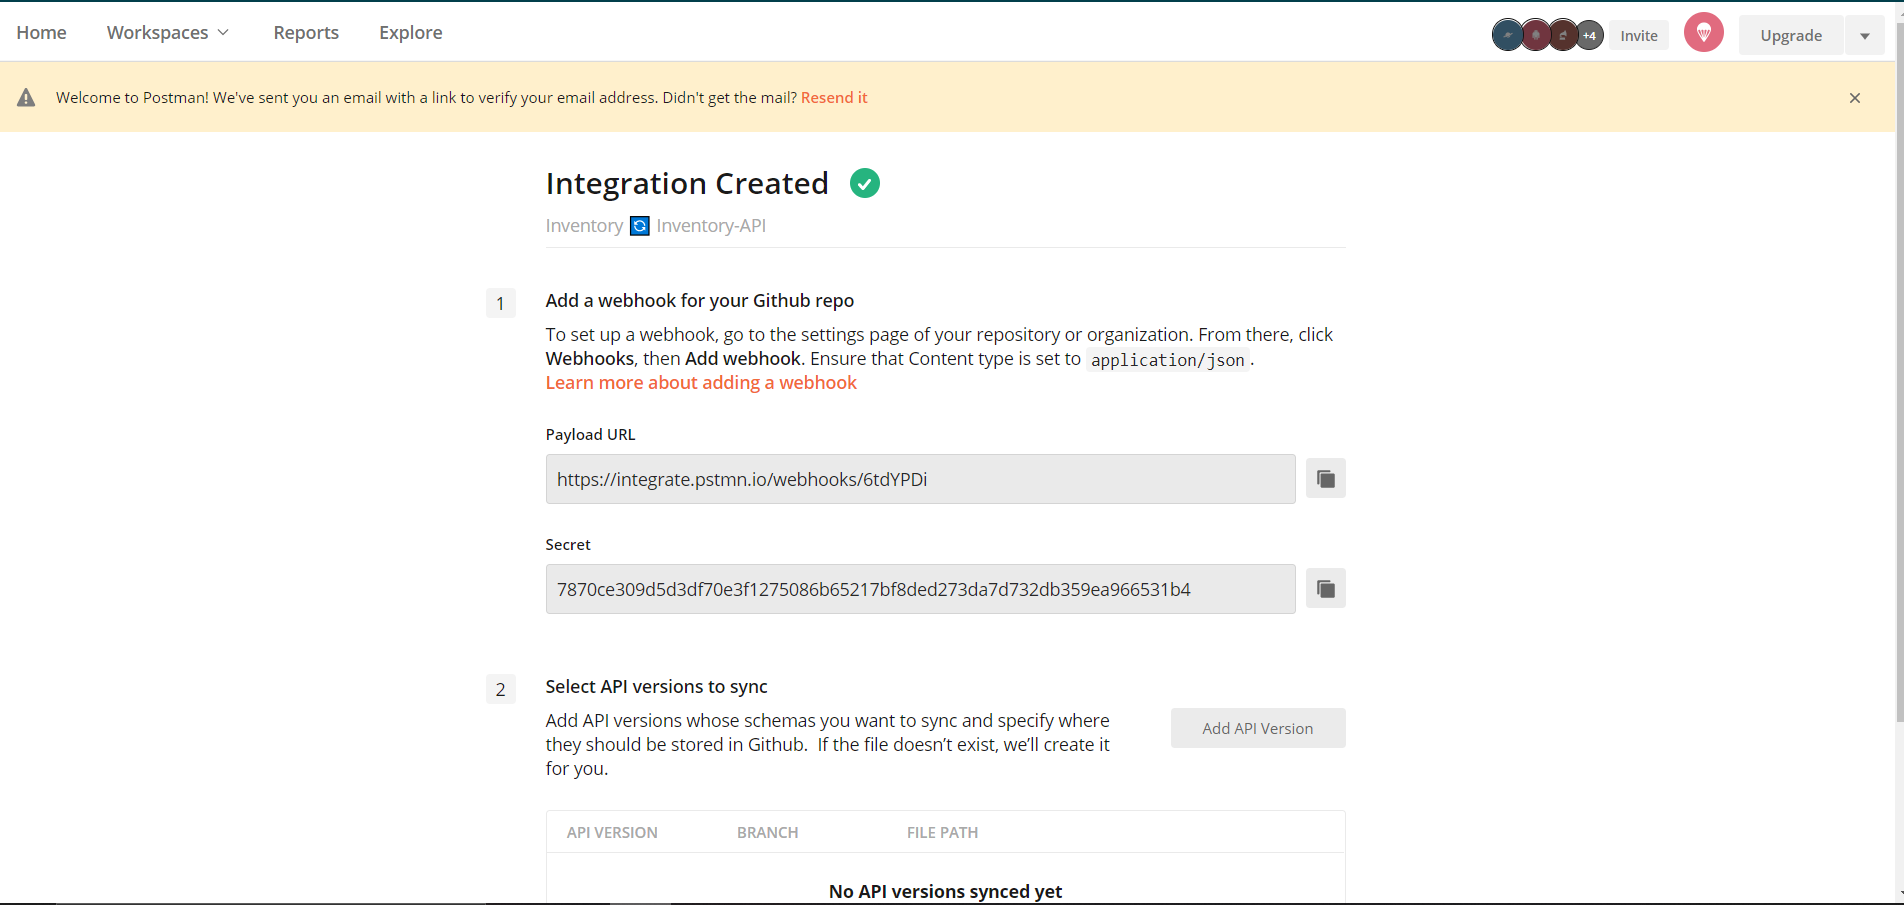 Home Workspaces Reports Explore +4 Invite Upgrade
Welcome to Postman! We've sent you an email with a link to verify your email address. Didn't get the mail? Resend it
Integration Created
Inventory Inventory-API
1 Add a webhook for your Github repo
To set up a webhook, go to the settings page of your repository or organization. From there, click
Webhooks, then Add webhook. Ensure that Content type is set to application/json.
Learn more about adding a webhook
Payload URL
https://integrate.pstmn.io/webhooks/6tdYPDi
Secret
7870ce309d5d3df70e3f1275086b65217bf8ded273da7d732db359ea966531b4
2 Select API versions to sync
Add API versions whose schemas you want to sync and specify where
they should be stored in Github.  If the file doesn’t exist, we’ll create it
for you.
Add API Version
API VERSION BRANCH FILE PATH
No API versions synced yet